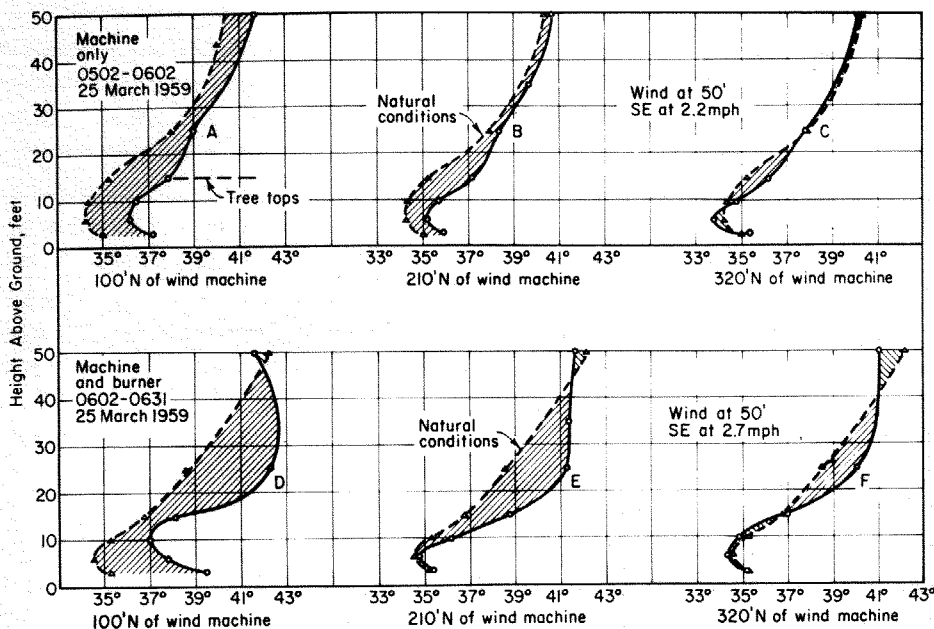 50
Machine
only
0502-0602
25 March 1959
40
30
20
10
0
A
Tree tops
Natural
conditions
B
Wind at 50'
SE at 2.2mph
C
35° 37° 39° 41° 43°
33° 35° 37° 39° 41° 43°
33° 35° 37° 39° 41° 43°
100'N of wind machine
210'N of wind machine
320'N of wind machine
Height Above Ground, feet
50
Machine
and burner
0602-0631
25 March 1959
40
30
20
10
0
D
Natural
conditions
E
Wind at 50'
SE at 2.7mph
F
35° 37° 39° 41° 43°
33° 35° 37° 39° 41° 43°
33° 35° 37° 39° 41° 43°
100'N of wind machine
210'N of wind machine
320'N of wind machine